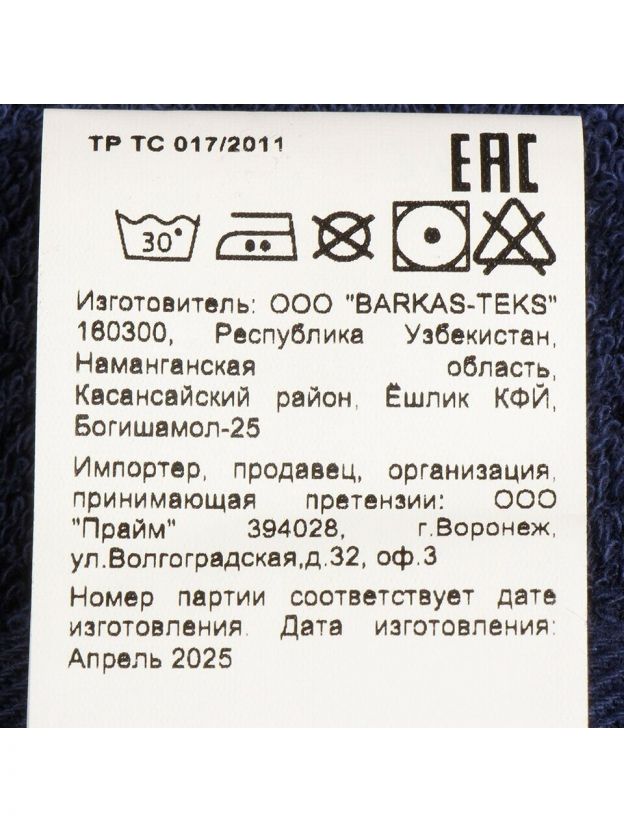 ТР ТС 017/2011
EAC
30°
Изготовитель: ООО "BARKAS-TEKS"
160300, Республика Узбекистан,
Наманганская область,
Касансайский район, Ёшлик КФЙ,
Богишамол-25
Импортер, продавец, организация,
принимающая претензии: ООО
"Прайм" 394028, г.Воронеж,
ул.Волгоградская,д.32, оф.3
Номер партии соответствует дате
изготовления. Дата изготовления:
Апрель 2025